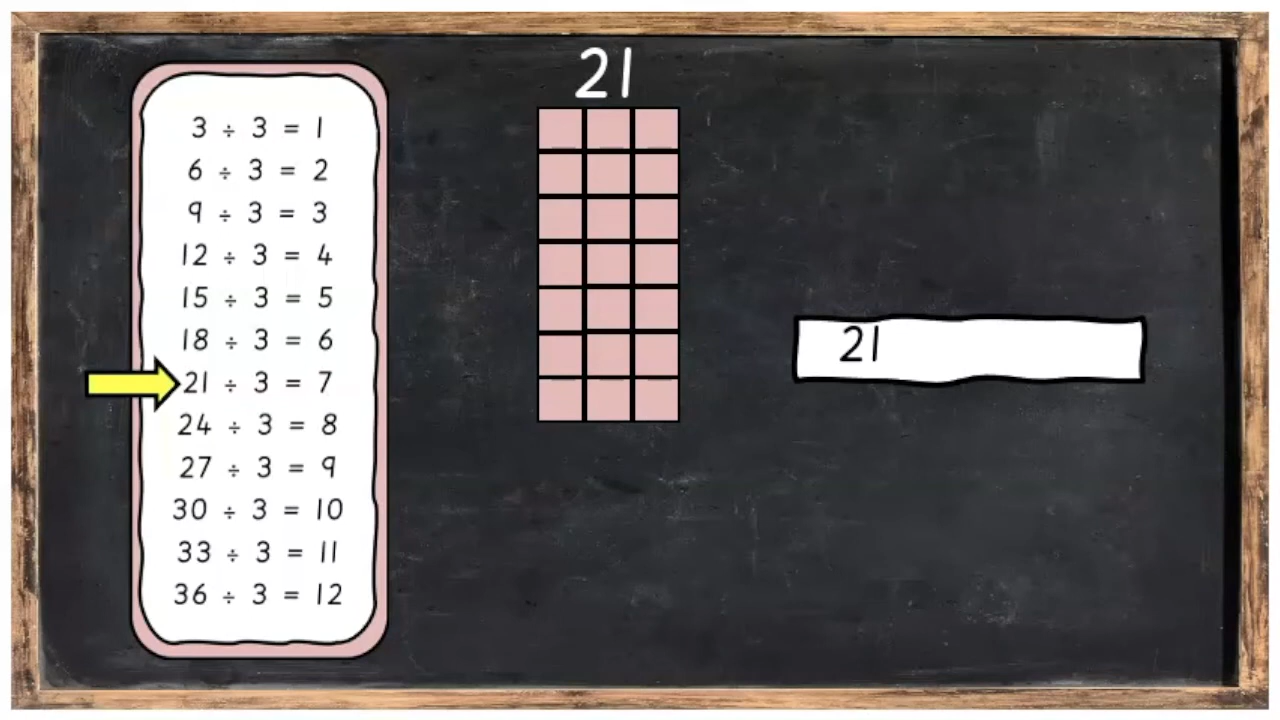 3 ÷ 3 = 1
6 ÷ 3 = 2
9 ÷ 3 = 3
12 ÷ 3 = 4
15 ÷ 3 = 5
18 ÷ 3 = 6
21 ÷ 3 = 7
24 ÷ 3 = 8
27 ÷ 3 = 9
30 ÷ 3 = 10
33 ÷ 3 = 11
36 ÷ 3 = 12
21
21